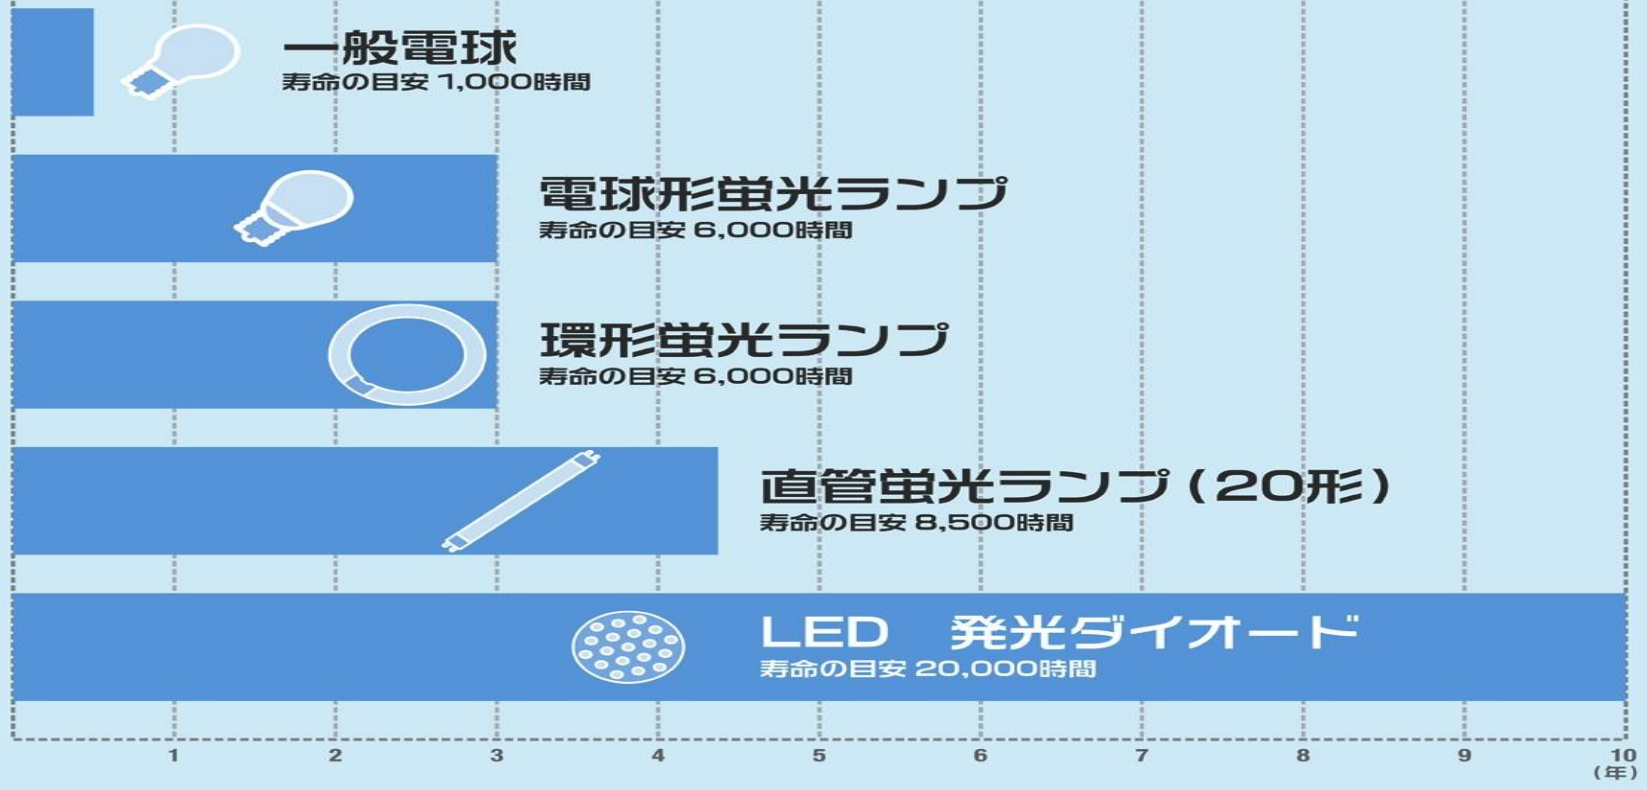 一般電球
寿命の目安 1,000時間
電球形蛍光ランプ
寿命の目安 6,000時間
環形蛍光ランプ
寿命の目安 6,000時間
直管蛍光ランプ(20形)
寿命の目安 8,500時間
LED 発光ダイオード
寿命の目安 20,000時間
1 2 3 4 5 6 7 8 9 10
(年)